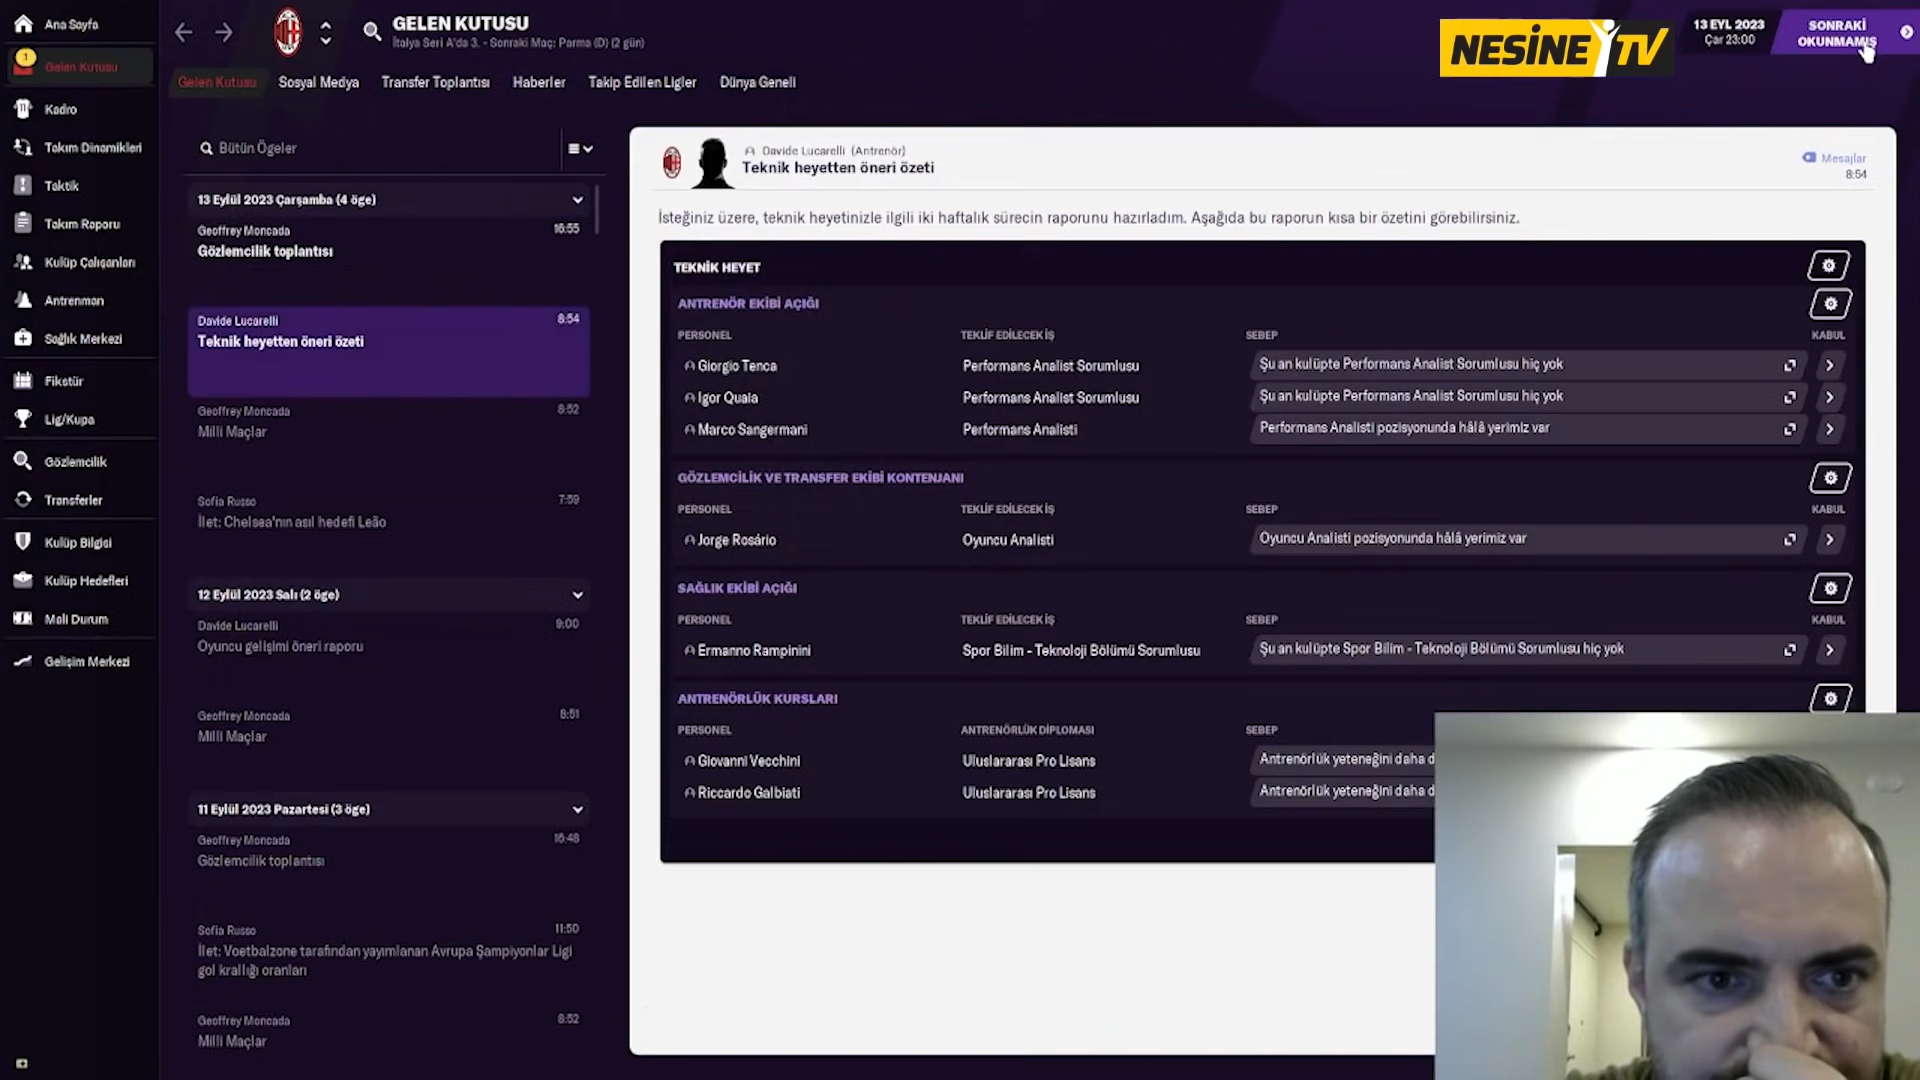 Ana Sayfa
1
Gelen Kutusu
Kadro
Takım Dinamikleri
Taktik
Takım Raporu
Kulüp Çalışanları
Antrenman
Sağlık Merkezi
Fikstür
Lig/Kupa
Gözlemcilik
Transferler
Kulüp Bilgisi
Kulüp Hedefleri
Mali Durum
Gelişim Merkezi
GELEN KUTUSU
İtalya Seri A'da 3. - Sonraki Maç: Parma (D) (2 gün)
NESİNE TV
13 EYL 2023
Çar 23:00
SONRAKİ
OKUNMAMIŞ
Gelen Kutusu Sosyal Medya Transfer Toplantısı Haberler Takip Edilen Ligler Dünya Geneli
Bütün Ögeler
13 Eylül 2023 Çarşamba (4 öge)
Geoffrey Moncada 16:55
Gözlemcilik toplantısı
Davide Lucarelli 8:54
Teknik heyetten öneri özeti
Geoffrey Moncada 8:52
Milli Maçlar
Sofia Russo 7:59
İlet: Chelsea'nın asıl hedefi Leão
12 Eylül 2023 Salı (2 öge)
Davide Lucarelli 9:00
Oyuncu gelişimi öneri raporu
Geoffrey Moncada 8:51
Milli Maçlar
11 Eylül 2023 Pazartesi (3 öge)
Geoffrey Moncada 16:48
Gözlemcilik toplantısı
Sofia Russo 11:50
İlet: Voetbalzone tarafından yayımlanan Avrupa Şampiyonlar Ligi
gol krallığı oranları
Geoffrey Moncada 8:52
Milli Maçlar
Davide Lucarelli (Antrenör)
Teknik heyetten öneri özeti
Mesajlar
8:54
İsteğiniz üzere, teknik heyetinizle ilgili iki haftalık sürecin raporunu hazırladım. Aşağıda bu raporun kısa bir özetini görebilirsiniz.
TEKNİK HEYET
ANTRENÖR EKİBİ AÇIĞI
PERSONEL TEKLİF EDİLECEK İŞ SEBEP KABUL
Giorgio Tenca Performans Analist Sorumlusu Şu an kulüpte Performans Analist Sorumlusu hiç yok
Igor Quaia Performans Analist Sorumlusu Şu an kulüpte Performans Analist Sorumlusu hiç yok
Marco Sangermani Performans Analisti Performans Analisti pozisyonunda hâlâ yerimiz var
GÖZLEMCİLİK VE TRANSFER EKİBİ KONTENJANI
PERSONEL TEKLİF EDİLECEK İŞ SEBEP KABUL
Jorge Rosário Oyuncu Analisti Oyuncu Analisti pozisyonunda hâlâ yerimiz var
SAĞLIK EKİBİ AÇIĞI
PERSONEL TEKLİF EDİLECEK İŞ SEBEP KABUL
Ermanno Rampinini Spor Bilim - Teknoloji Bölümü Sorumlusu Şu an kulüpte Spor Bilim - Teknoloji Bölümü Sorumlusu hiç yok
ANTRENÖRLÜK KURSLARI
PERSONEL ANTRENÖRLÜK DİPLOMASI SEBEP
Giovanni Vecchini Uluslararası Pro Lisans Antrenörlük yeteneğini daha d
Riccardo Galbiati Uluslararası Pro Lisans Antrenörlük yeteneğini daha d